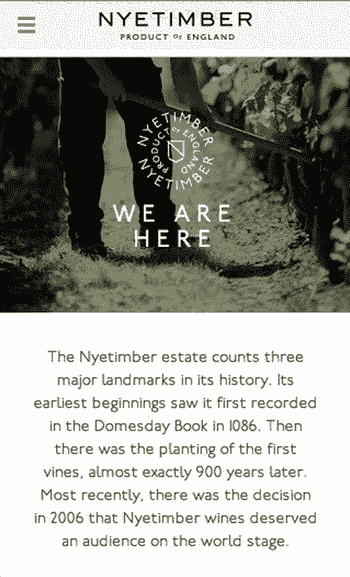 NYETIMBER
PRODUCT OF ENGLAND
NYETIMBER
PRODUCT OF ENGLAND
NYETIMBER
WE ARE
HERE
The Nyetimber estate counts three
major landmarks in its history. Its
earliest beginnings saw it first recorded
in the Domesday Book in 1086. Then
there was the planting of the first
vines, almost exactly 900 years later.
Most recently, there was the decision
in 2006 that Nyetimber wines deserved
an audience on the world stage.